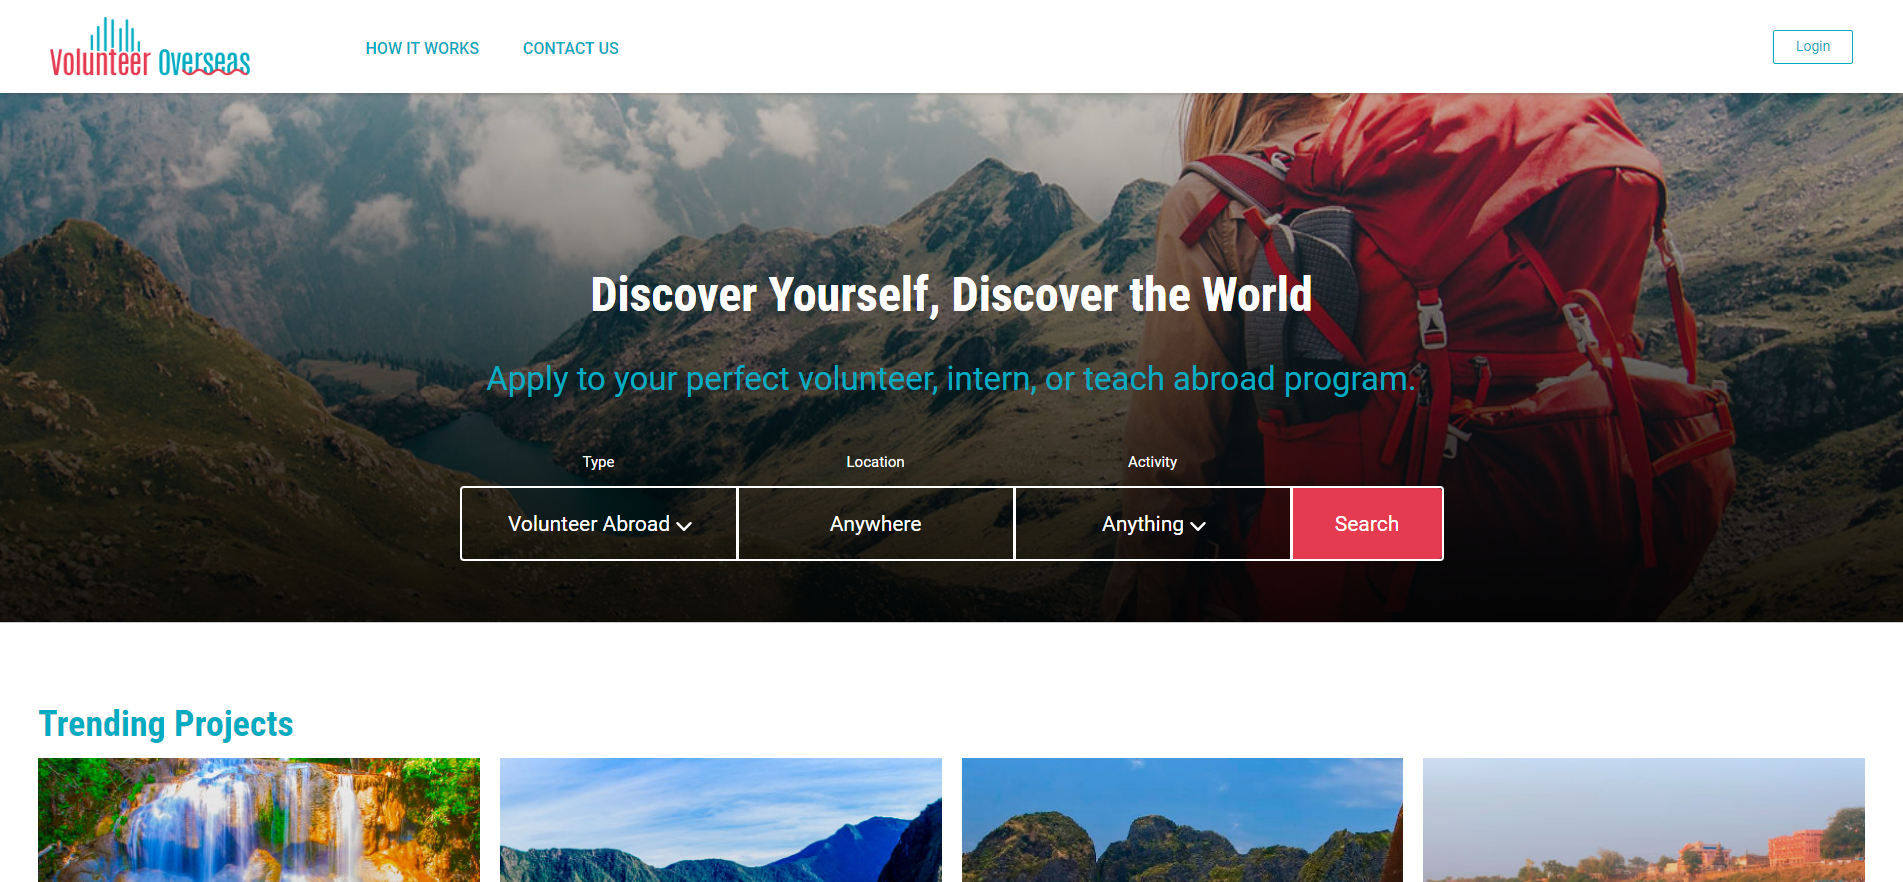 Volunteer Overseas
HOW IT WORKS
CONTACT US
Login
Discover Yourself, Discover the World
Apply to your perfect volunteer, intern, or teach abroad program.
Type
Location
Activity
Volunteer Abroad
Anywhere
Anything
Search
Trending Projects